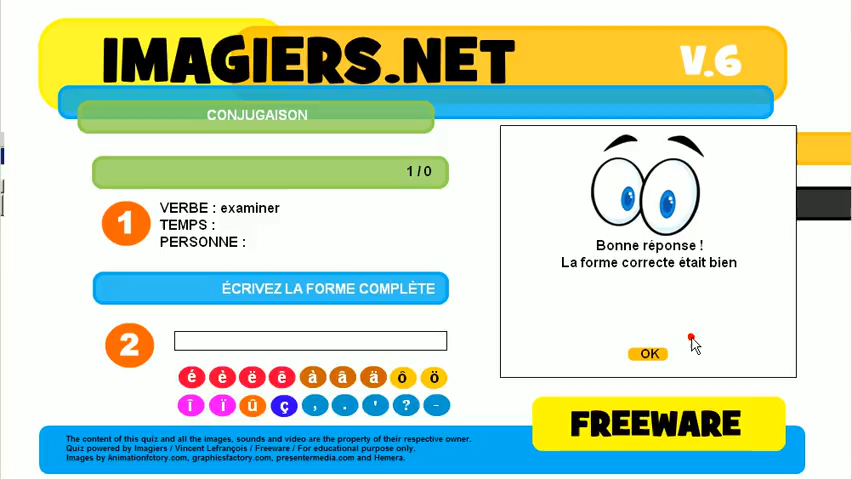 IMAGIERS.NET
V.6
CONJUGAISON
1 / 0
1
VERBE : examiner
TEMPS :
PERSONNE :
ÉCRIVEZ LA FORME COMPLÈTE
2
é è ë ê à â ä ô ö
î ï û ç , . ' ? -
Bonne réponse !
La forme correcte était bien
OK
FREEWARE
The content of this quiz and all the images, sounds and video are the property of their respective owner.
Quiz powered by Imagiers / Vincent Lefrançois / Freeware / For educational purpose only.
Images by Animationfctory.com, graphicsfactory.com, presentermedia.com and Hemera.